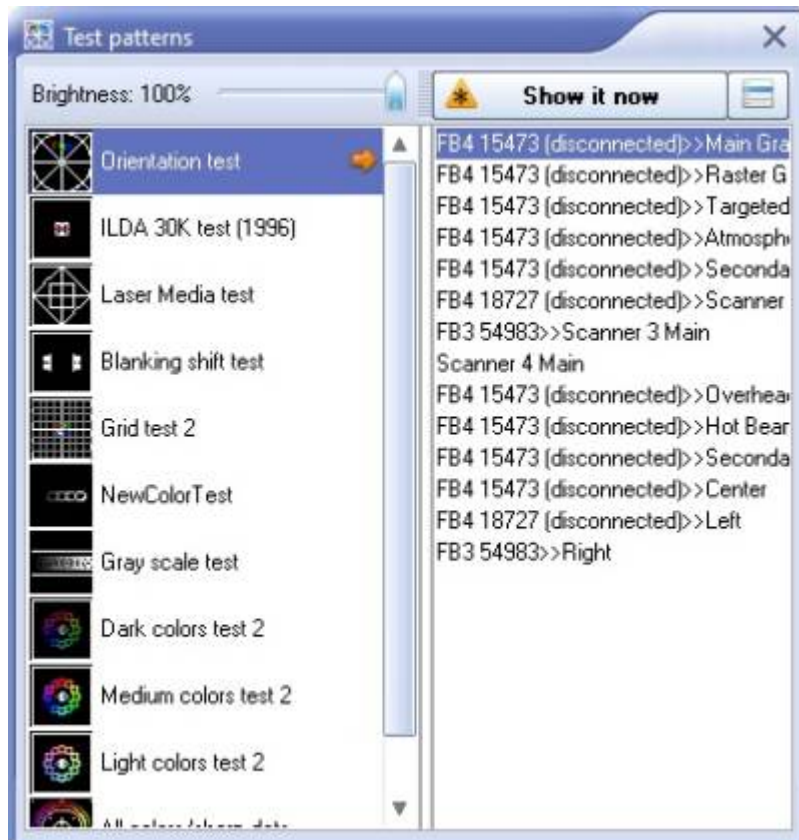 Test patterns
Brightness: 100%
Show it now
Orientation test
ILDA 30K test (1996)
Laser Media test
Blanking shift test
Grid test 2
NewColorTest
Gray scale test
Dark colors test 2
Medium colors test 2
Light colors test 2
FB4 15473 (disconnected)>>Main Gra
FB4 15473 (disconnected)>>Raster G
FB4 15473 (disconnected)>>Targeted
FB4 15473 (disconnected)>>Atmosph
FB4 15473 (disconnected)>>Seconda
FB4 18727 (disconnected)>>Scanner
FB3 54983>>Scanner 3 Main
Scanner 4 Main
FB4 15473 (disconnected)>>Overhea
FB4 15473 (disconnected)>>Hot Bear
FB4 15473 (disconnected)>>Seconda
FB4 15473 (disconnected)>>Center
FB4 18727 (disconnected)>>Left
FB3 54983>>Right